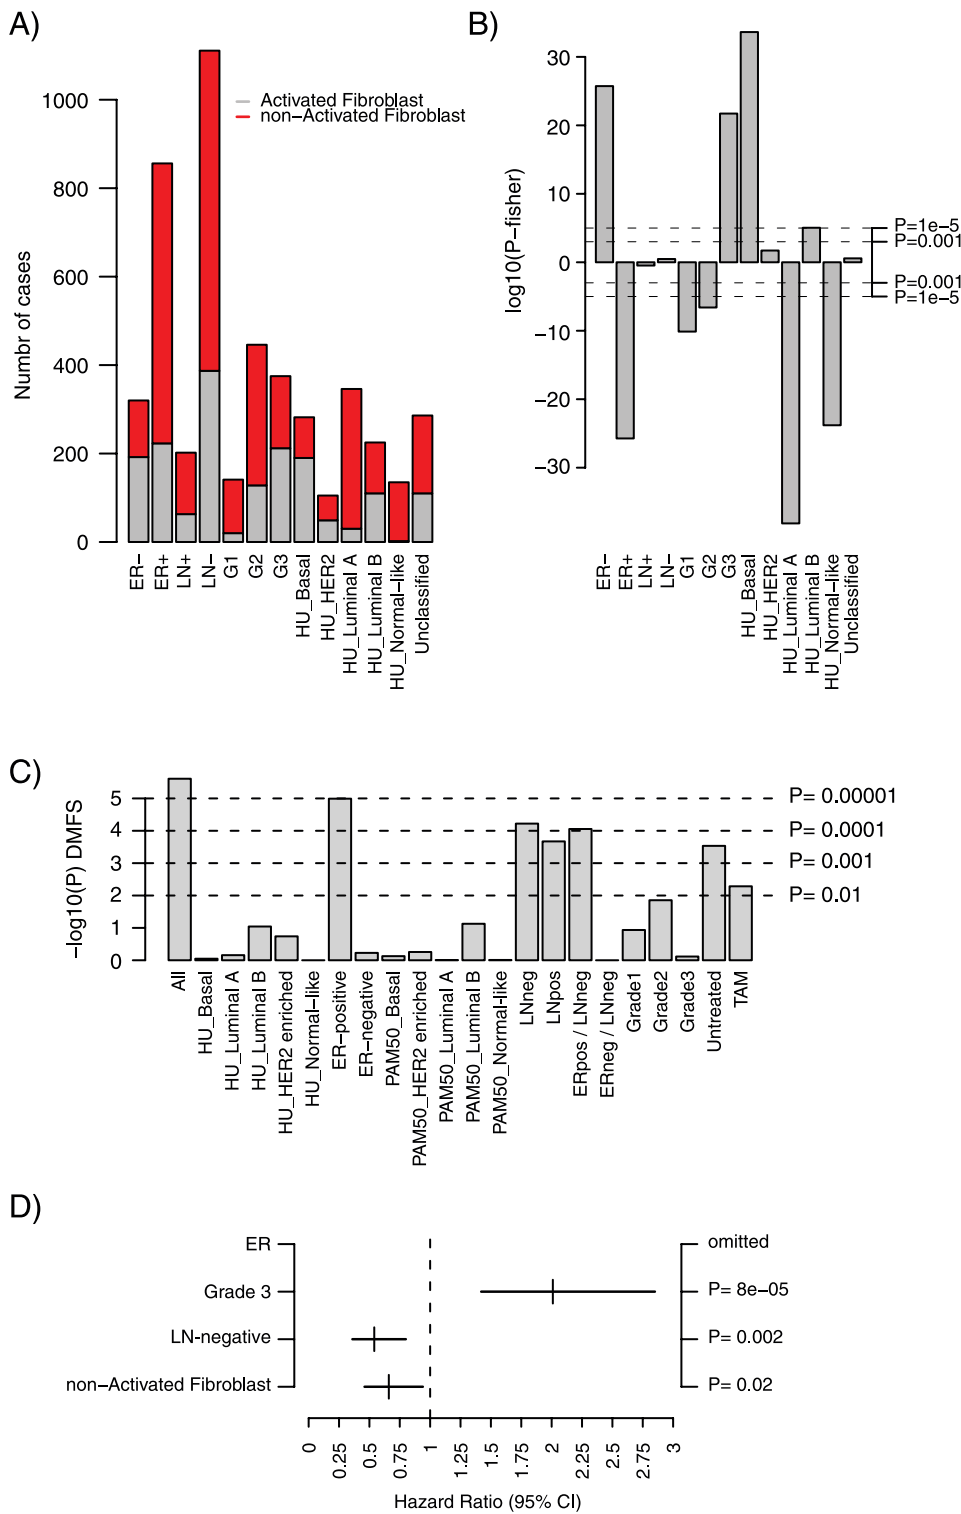 A)
Numbr of cases
1000
800
600
400
200
0
Activated Fibroblast
non−Activated Fibroblast
ER−
ER+
LN+
LN−
G1
G2
G3
HU_Basal
HU_HER2
HU_Luminal A
HU_Luminal B
HU_Normal−like
Unclassified
B)
log10(P−fisher)
30
20
10
0
−10
−20
−30
P=1e−5
P=0.001
P=0.001
P=1e−5
ER−
ER+
LN+
LN−
G1
G2
G3
HU_Basal
HU_HER2
HU_Luminal A
HU_Luminal B
HU_Normal−like
Unclassified
C)
−log10(P) DMFS
5
4
3
2
1
0
P= 0.00001
P= 0.0001
P= 0.001
P= 0.01
All
HU_Basal
HU_Luminal A
HU_Luminal B
HU_HER2 enriched
HU_Normal−like
ER−positive
ER−negative
PAM50_Basal
PAM50_HER2 enriched
PAM50_Luminal A
PAM50_Luminal B
PAM50_Normal-like
LNneg
LNpos
ERpos / LNneg
ERneg / LNneg
Grade1
Grade2
Grade3
Untreated
TAM
D)
ER
omitted
Grade 3
P= 8e−05
LN-negative
P= 0.002
non−Activated Fibroblast
P= 0.02
0
0.25
0.5
0.75
1
1.25
1.5
1.75
2
2.25
2.5
2.75
3
Hazard Ratio (95% CI)